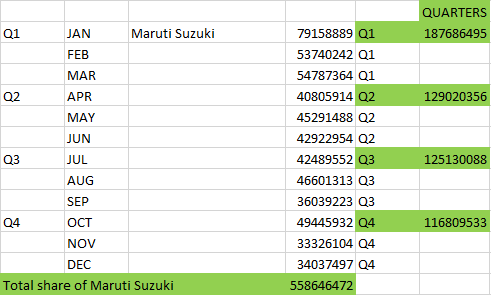 QUARTERS
Q1 JAN Maruti Suzuki 79158889 Q1 187686495
FEB 53740242 Q1
MAR 54787364 Q1
Q2 APR 40805914 Q2 129020356
MAY 45291488 Q2
JUN 42922954 Q2
Q3 JUL 42489552 Q3 125130088
AUG 46601313 Q3
SEP 36039223 Q3
Q4 OCT 49445932 Q4 116809533
NOV 33326104 Q4
DEC 34037497 Q4
Total share of Maruti Suzuki 558646472